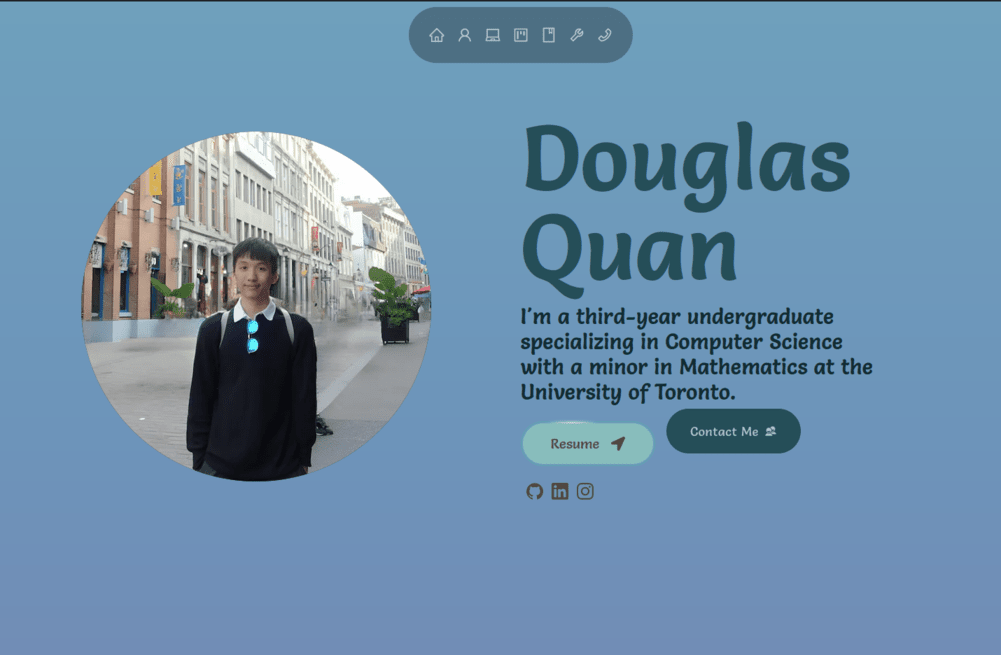 Douglas
Quan
I'm a third-year undergraduate
specializing in Computer Science
with a minor in Mathematics at the
University of Toronto.
Resume
Contact Me
in